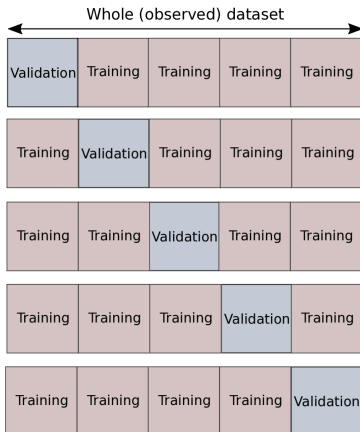 Whole (observed) dataset
Validation Training Training Training Training
Training Validation Training Training Training
Training Training Validation Training Training
Training Training Training Validation Training
Training Training Training Training Validation